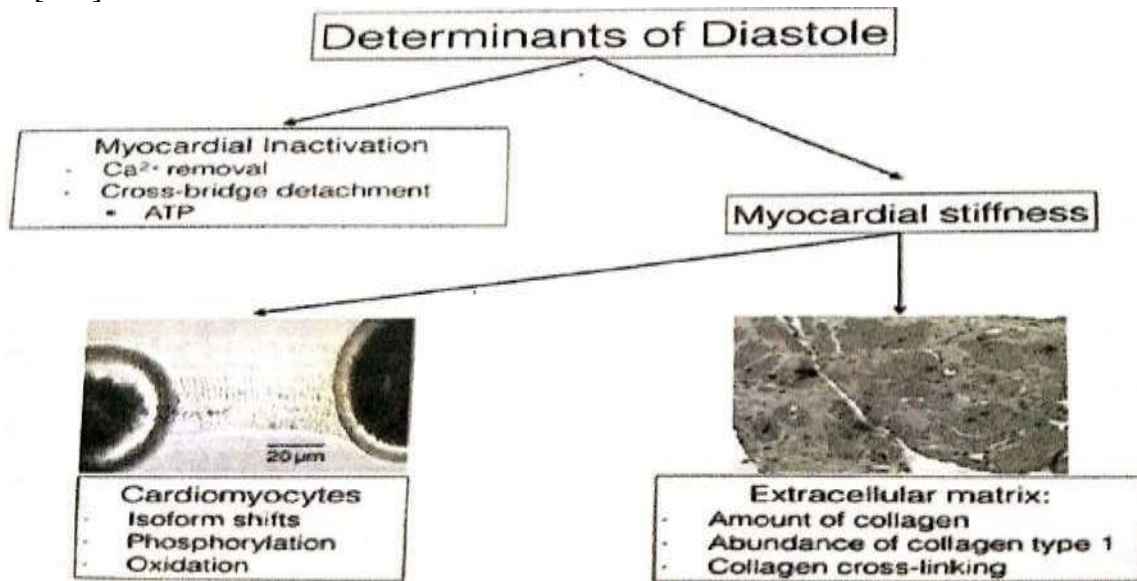 Determinants of Diastole
Myocardial Inactivation
· Ca²⁺ removal
· Cross-bridge detachment
• ATP
Myocardial stiffness
20 µm
Cardiomyocytes
· Isoform shifts
· Phosphorylation
· Oxidation
Extracellular matrix:
· Amount of collagen
· Abundance of collagen type 1
· Collagen cross-linking